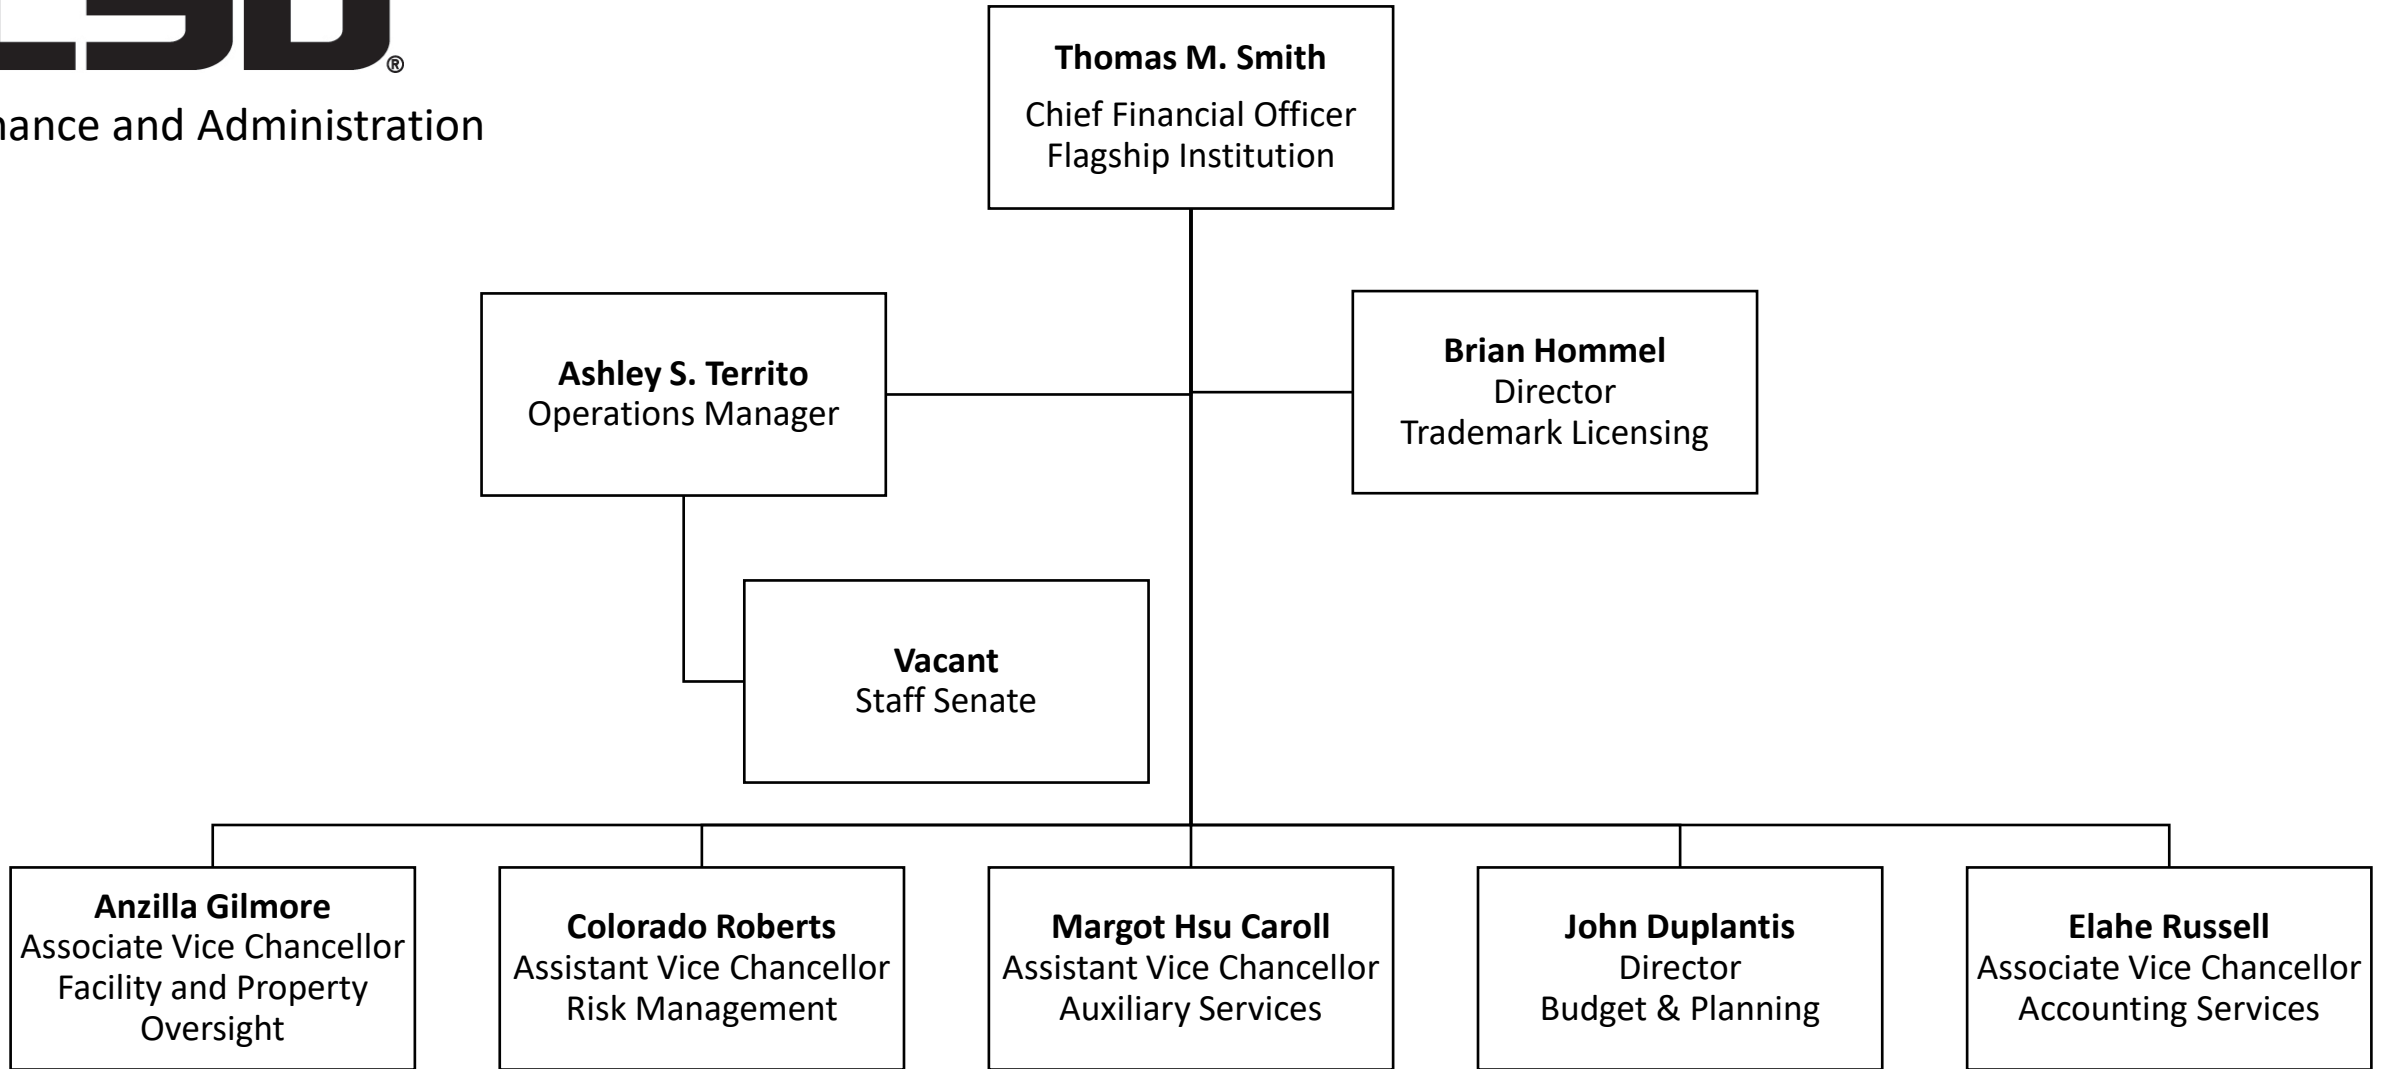 ®
nance and Administration
Thomas M. Smith
Chief Financial Officer
Flagship Institution
Ashley S. Territo
Operations Manager
Brian Hommel
Director
Trademark Licensing
Vacant
Staff Senate
Anzilla Gilmore
Associate Vice Chancellor
Facility and Property
Oversight
Colorado Roberts
Assistant Vice Chancellor
Risk Management
Margot Hsu Caroll
Assistant Vice Chancellor
Auxiliary Services
John Duplantis
Director
Budget & Planning
Elahe Russell
Associate Vice Chancellor
Accounting Services